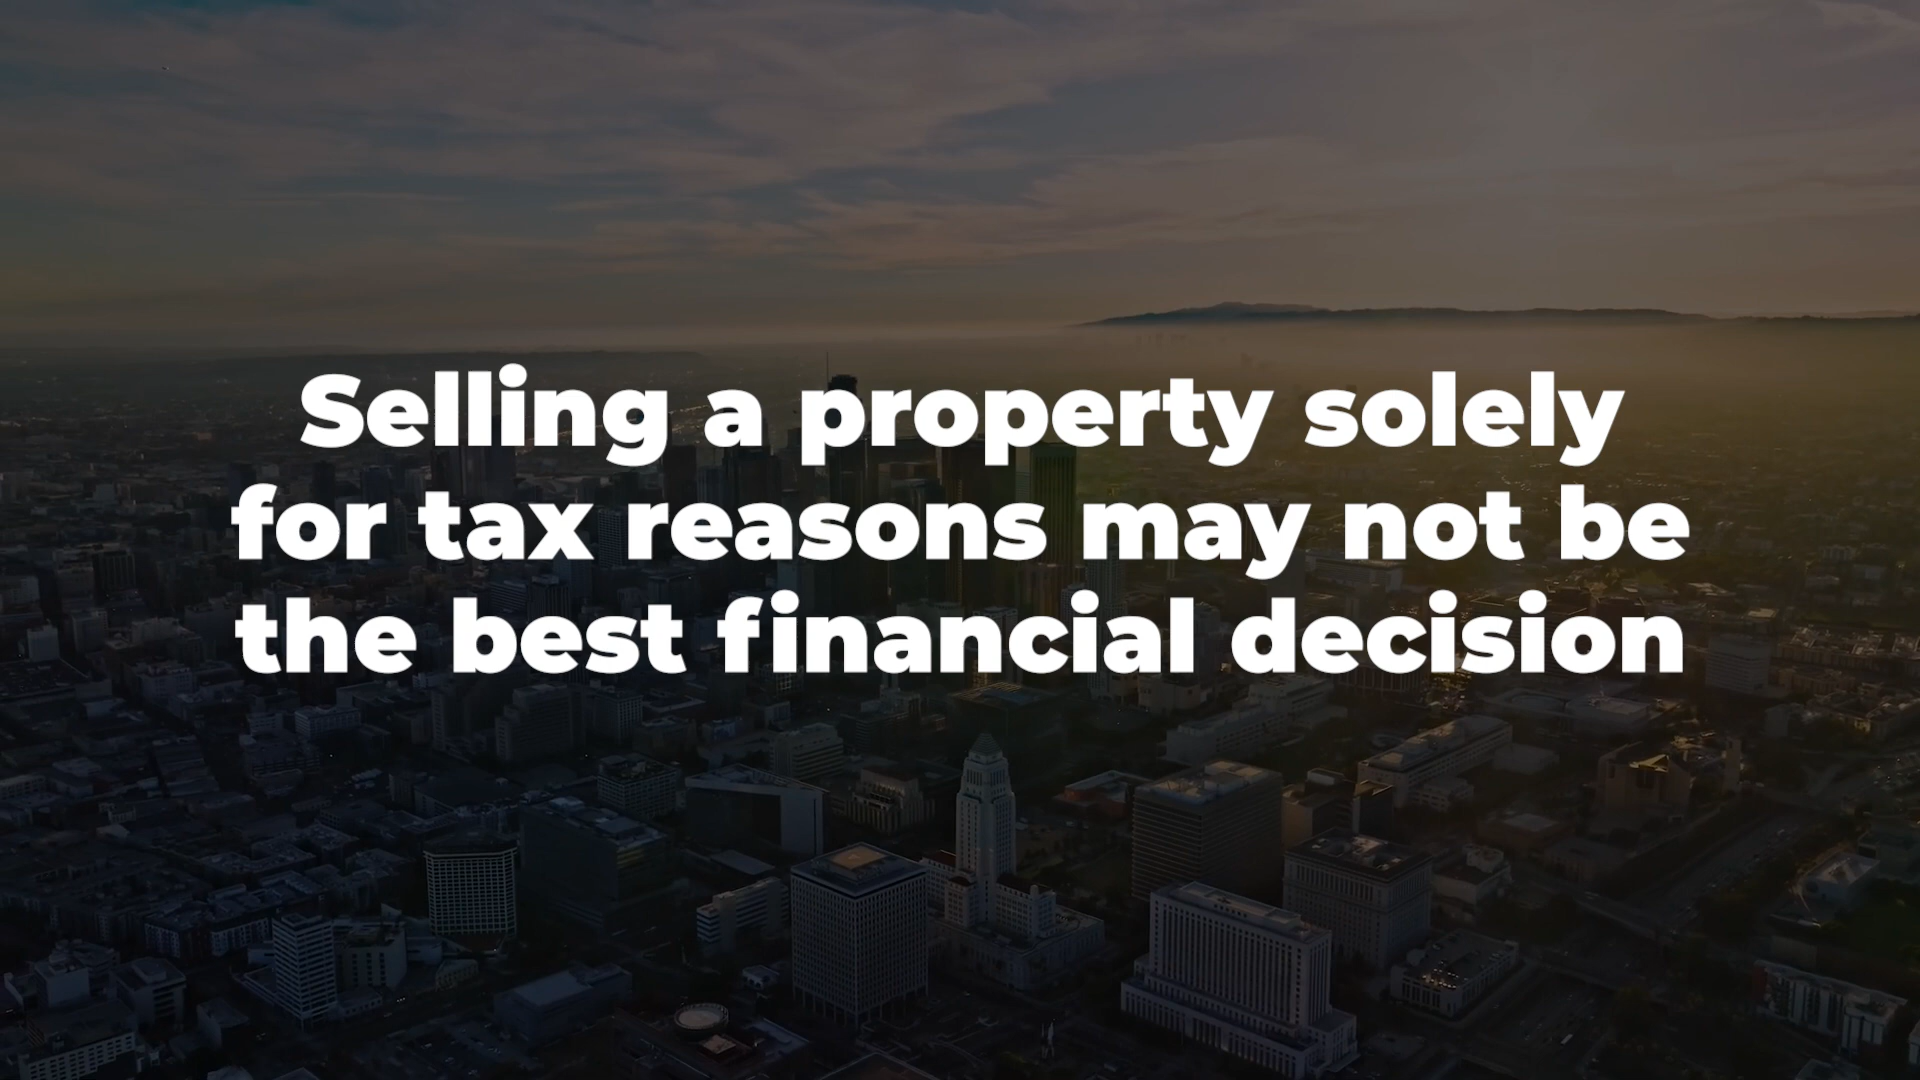 Selling a property solely
for tax reasons may not be
the best financial decision